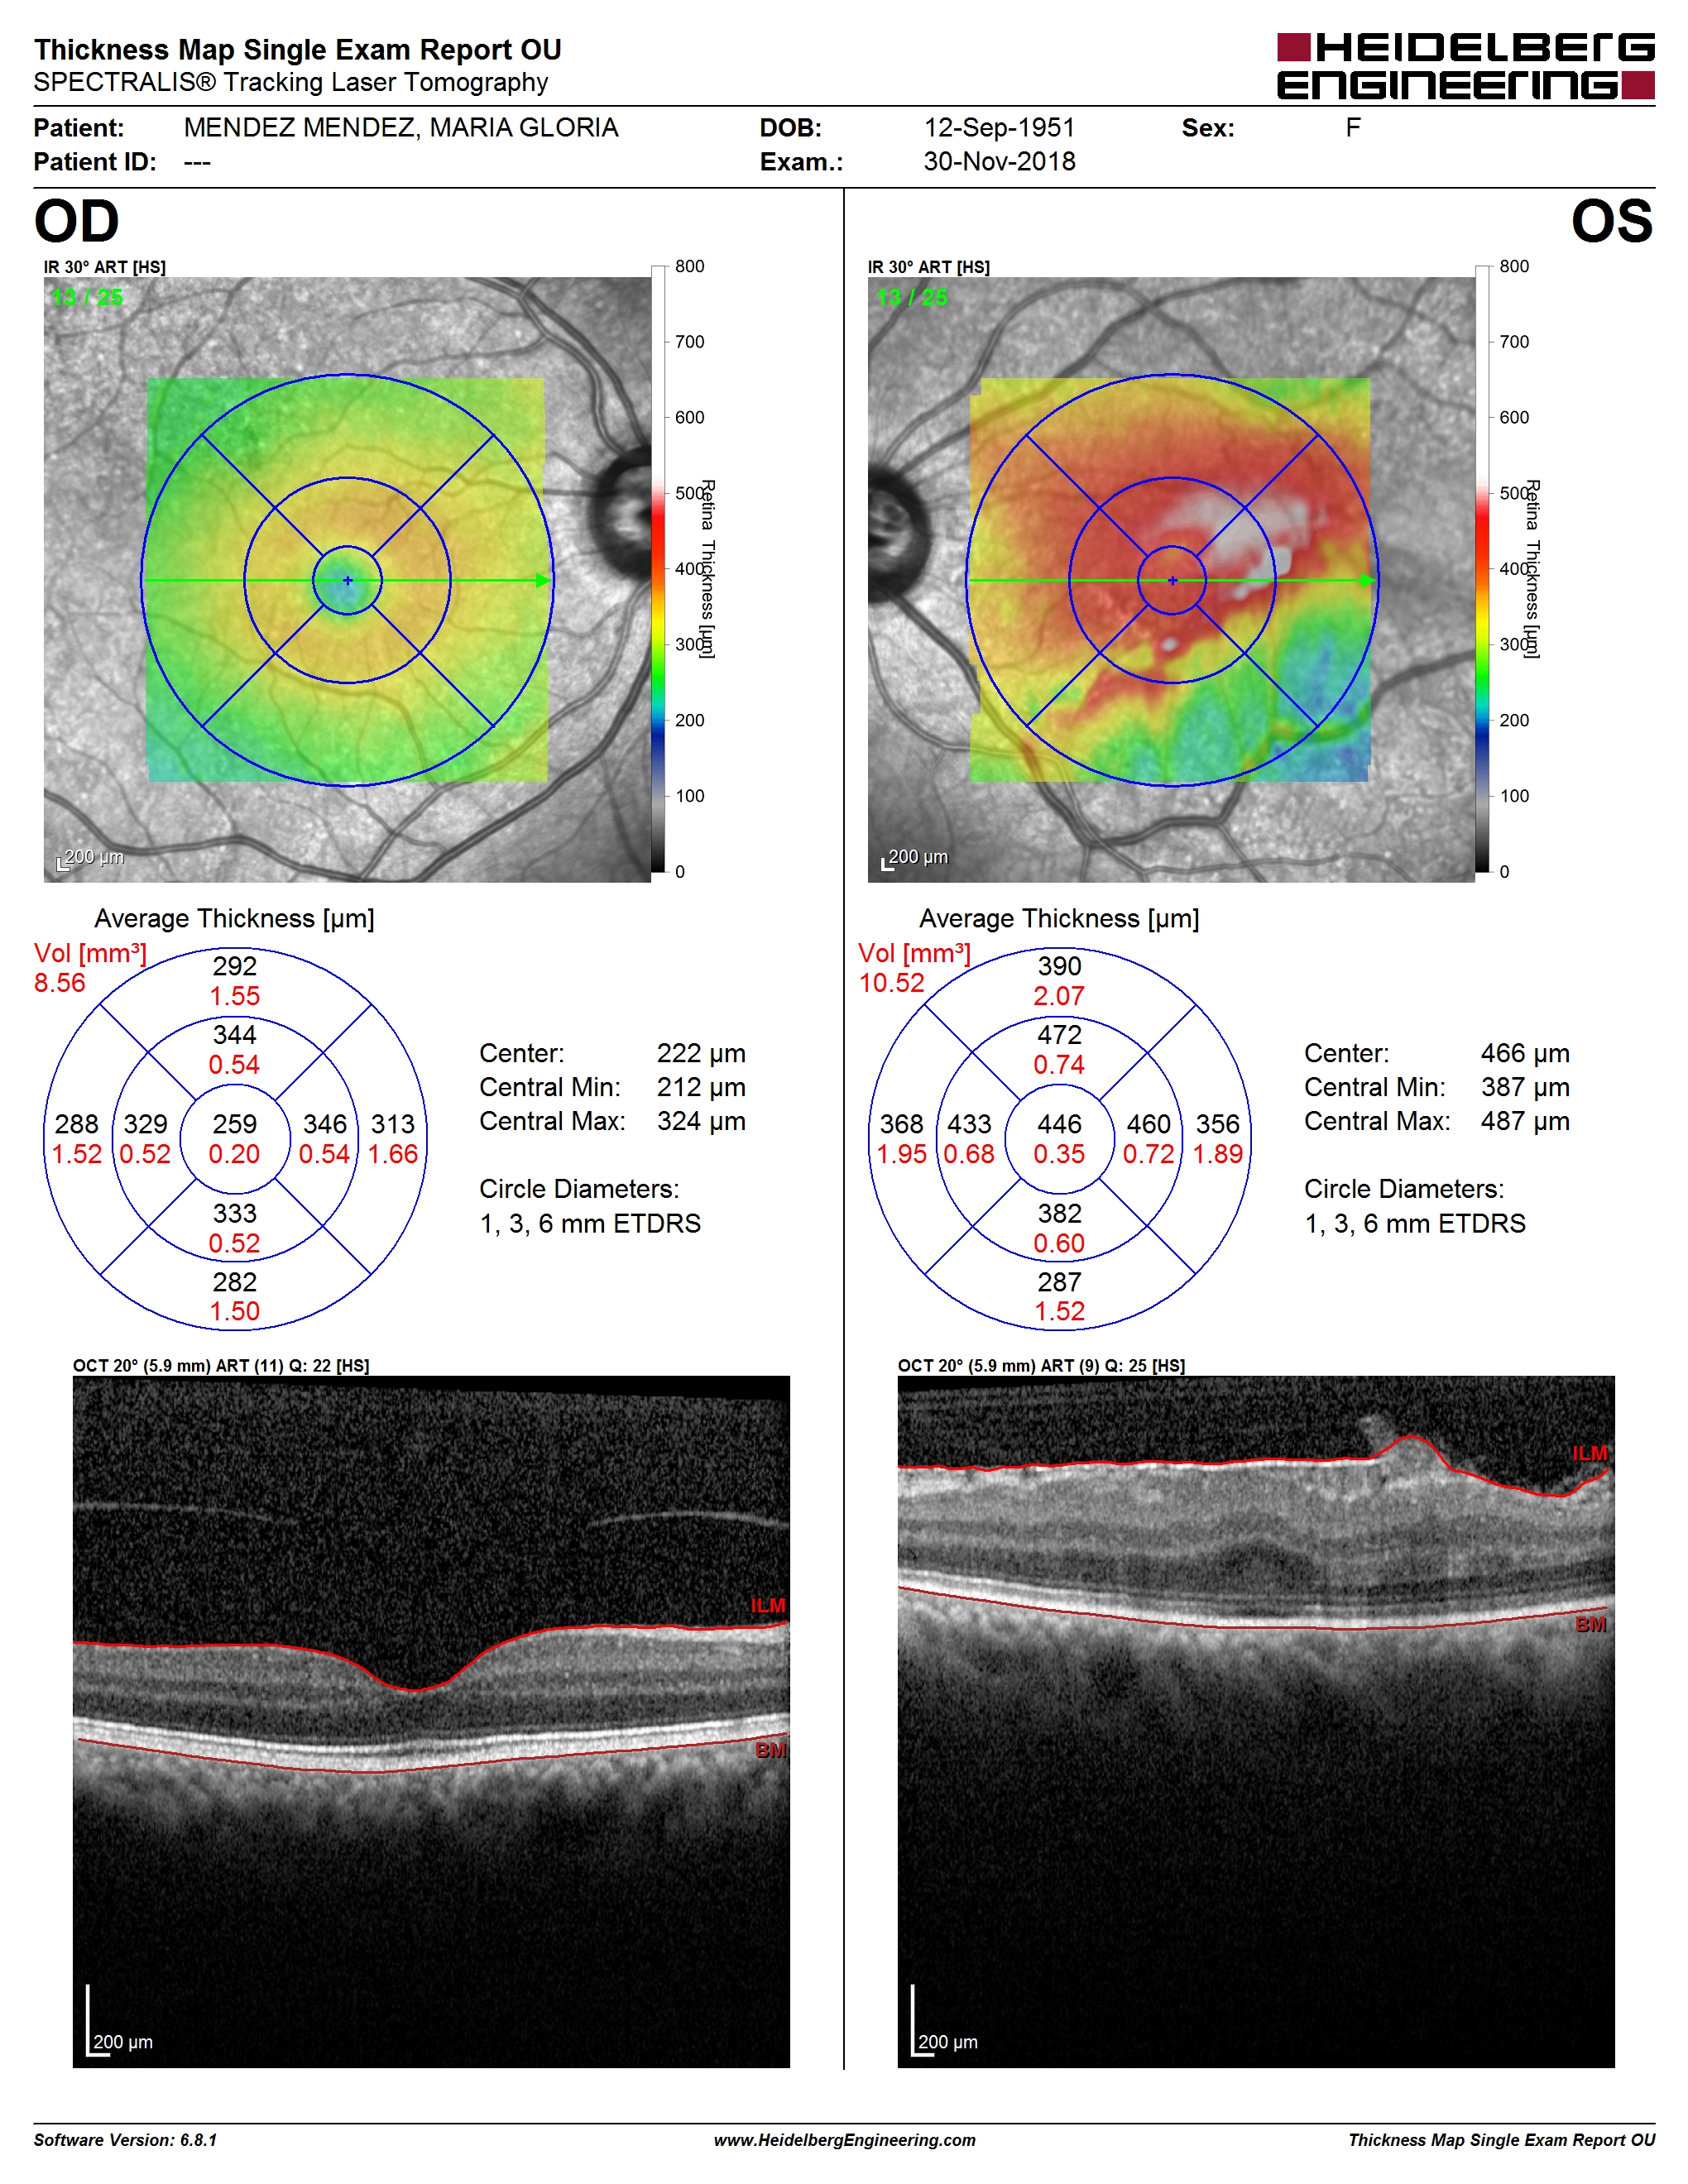 Thickness Map Single Exam Report OU
SPECTRALIS® Tracking Laser Tomography
HEIDELBERG
ENGINEERING
Patient: MENDEZ MENDEZ, MARIA GLORIA DOB: 12-Sep-1951 Sex: F
Patient ID: --- Exam.: 30-Nov-2018
OD
IR 30° ART [HS]
13 / 25
800
700
600
500
400
300
200
100
0
Retina Thickness [µm]
200 µm
Average Thickness [µm]
Vol [mm³]
8.56
292
1.55
344
0.54
288 329 259 346 313
1.52 0.52 0.20 0.54 1.66
333
0.52
282
1.50
Center: 222 µm
Central Min: 212 µm
Central Max: 324 µm
Circle Diameters:
1, 3, 6 mm ETDRS
OCT 20° (5.9 mm) ART (11) Q: 22 [HS]
ILM
BM
200 µm
OS
IR 30° ART [HS]
13 / 25
800
700
600
500
400
300
200
100
0
Retina Thickness [µm]
200 µm
Average Thickness [µm]
Vol [mm³]
10.52
390
2.07
472
0.74
368 433 446 460 356
1.95 0.68 0.35 0.72 1.89
382
0.60
287
1.52
Center: 466 µm
Central Min: 387 µm
Central Max: 487 µm
Circle Diameters:
1, 3, 6 mm ETDRS
OCT 20° (5.9 mm) ART (9) Q: 25 [HS]
ILM
BM
200 µm
Software Version: 6.8.1 www.HeidelbergEngineering.com Thickness Map Single Exam Report OU